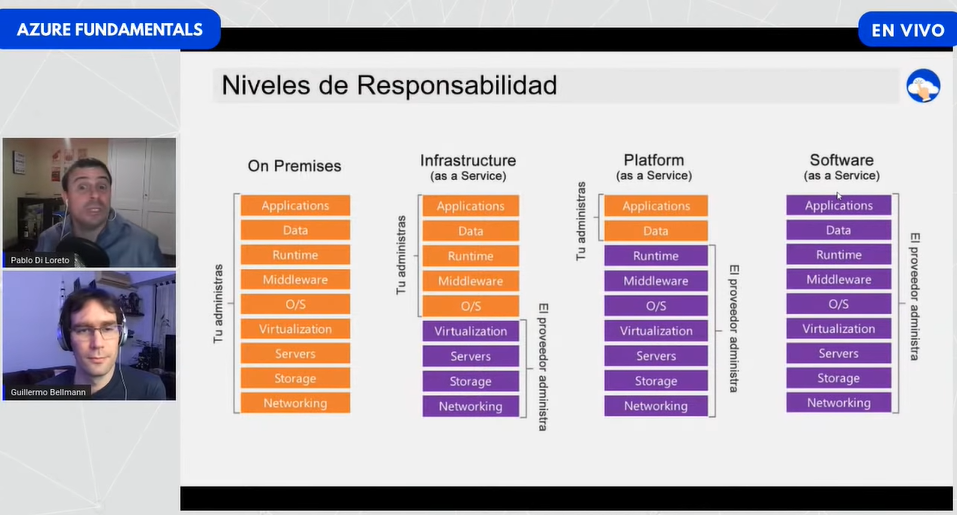 AZURE FUNDAMENTALS
EN VIVO
Niveles de Responsabilidad
Pablo Di Loreto
Guillermo Bellmann
On Premises
Tu administras
Applications
Data
Runtime
Middleware
O/S
Virtualization
Servers
Storage
Networking
Infrastructure
(as a Service)
Tu administras
Applications
Data
Runtime
Middleware
O/S
Virtualization
Servers
Storage
Networking
El proveedor administra
Platform
(as a Service)
Tu administras
Applications
Data
Runtime
Middleware
O/S
Virtualization
Servers
Storage
Networking
El proveedor administra
Software
(as a Service)
Applications
Data
Runtime
Middleware
O/S
Virtualization
Servers
Storage
Networking
El proveedor administra